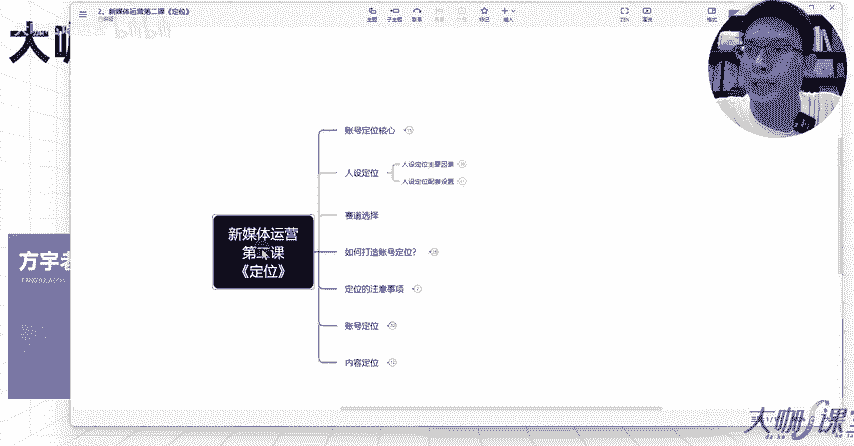 大咖
2、新媒体运营第二课《定位》
主题
子主题
联系
标记
插入
格式
账号定位核心
人设定位
人设定位主要因素
人设定位配套设置
赛道选择
新媒体运营
第二课
《定位》
如何打造账号定位?
定位的注意事项
账号定位
内容定位
方宇老
大咖课堂